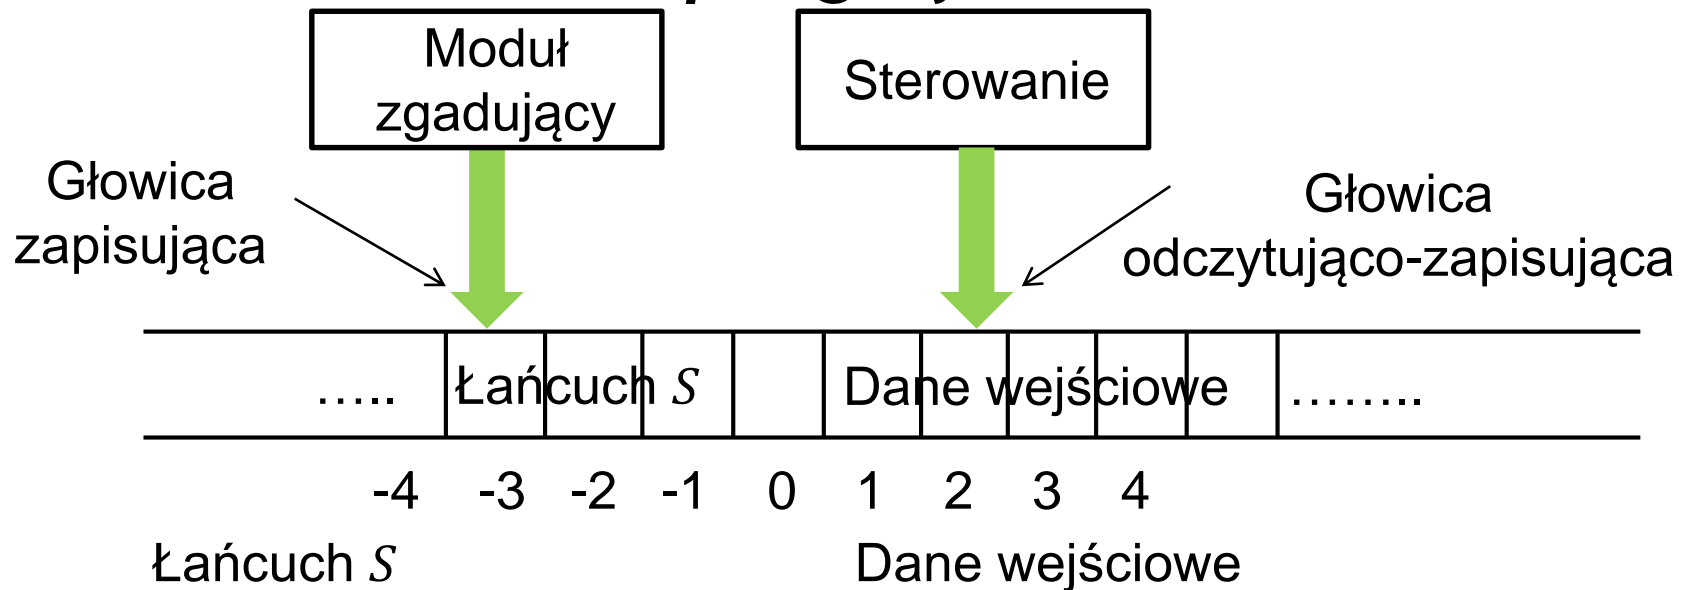 Moduł
zgadujący
Sterowanie
Głowica
zapisująca
Głowica
odczytująco-zapisująca
….. Łańcuch S Dane wejściowe ……..
-4 -3 -2 -1 0 1 2 3 4
Łańcuch S Dane wejściowe